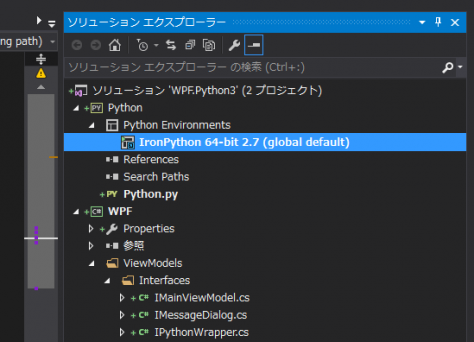 ng path)
ソリューション エクスプローラー
ソリューション エクスプローラー の検索 (Ctrl+:)
ソリューション 'WPF.Python3' (2 プロジェクト)
PY Python
Python Environments
IronPython 64-bit 2.7 (global default)
References
Search Paths
PY Python.py
C# WPF
Properties
参照
ViewModels
Interfaces
C# IMainViewModel.cs
C# IMessageDialog.cs
C# IPythonWrapper.cs